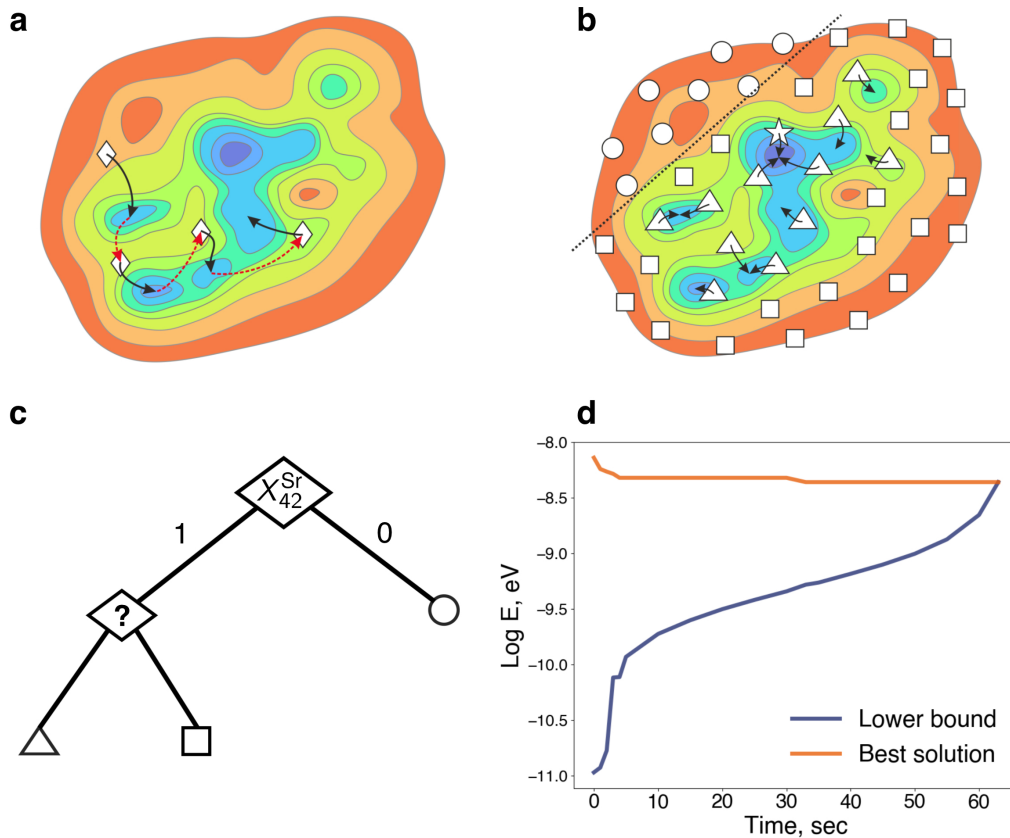 a
b
c
X₄₂^Sr
1
0
?
d
Log E, eV
−8.0
−8.5
−9.0
−9.5
−10.0
−10.5
−11.0
0 10 20 30 40 50 60
Time, sec
Lower bound
Best solution